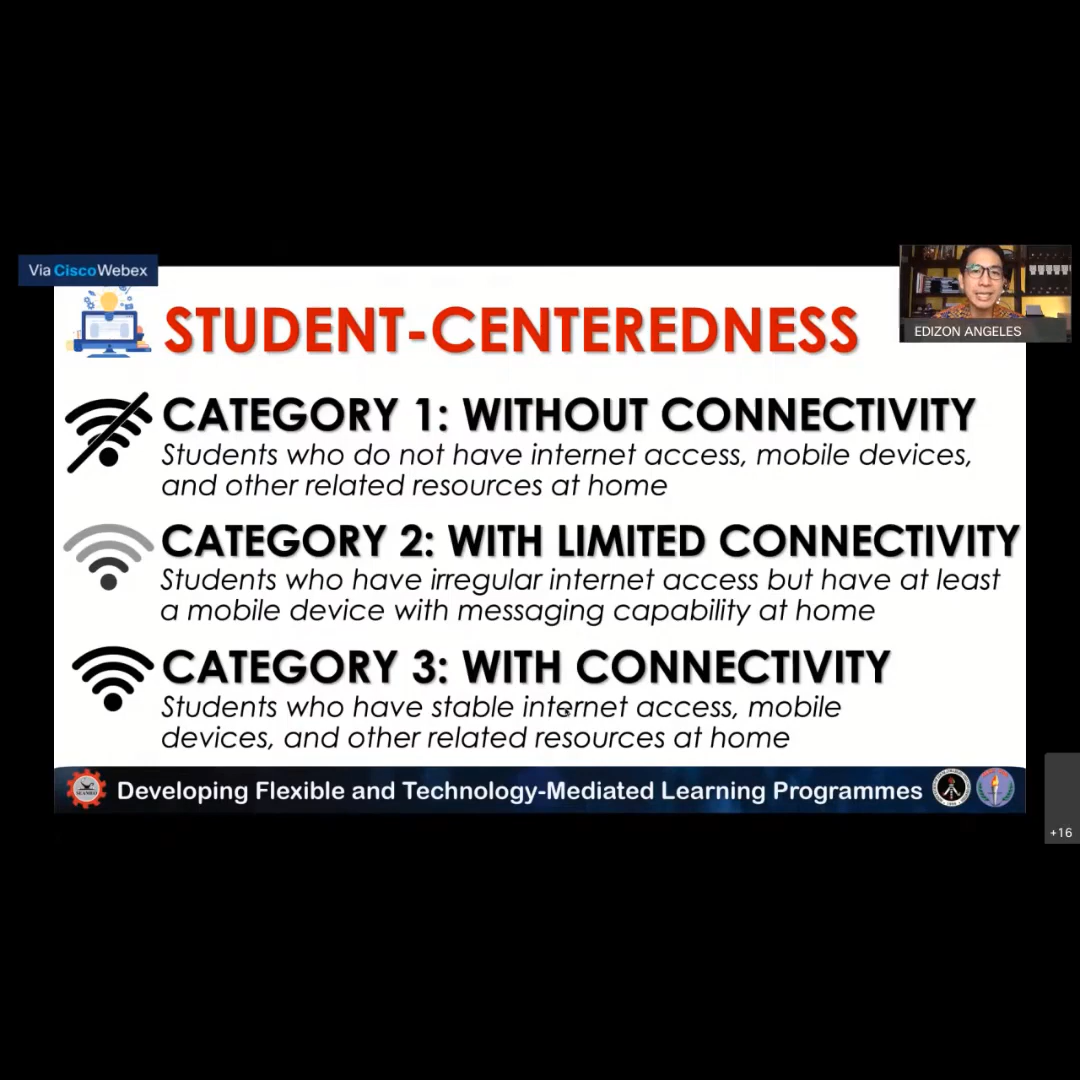 Via CiscoWebex
EDIZON ANGELES
STUDENT-CENTEREDNESS
CATEGORY 1: WITHOUT CONNECTIVITY
Students who do not have internet access, mobile devices,
and other related resources at home
CATEGORY 2: WITH LIMITED CONNECTIVITY
Students who have irregular internet access but have at least
a mobile device with messaging capability at home
CATEGORY 3: WITH CONNECTIVITY
Students who have stable internet access, mobile
devices, and other related resources at home
Developing Flexible and Technology-Mediated Learning Programmes
+16